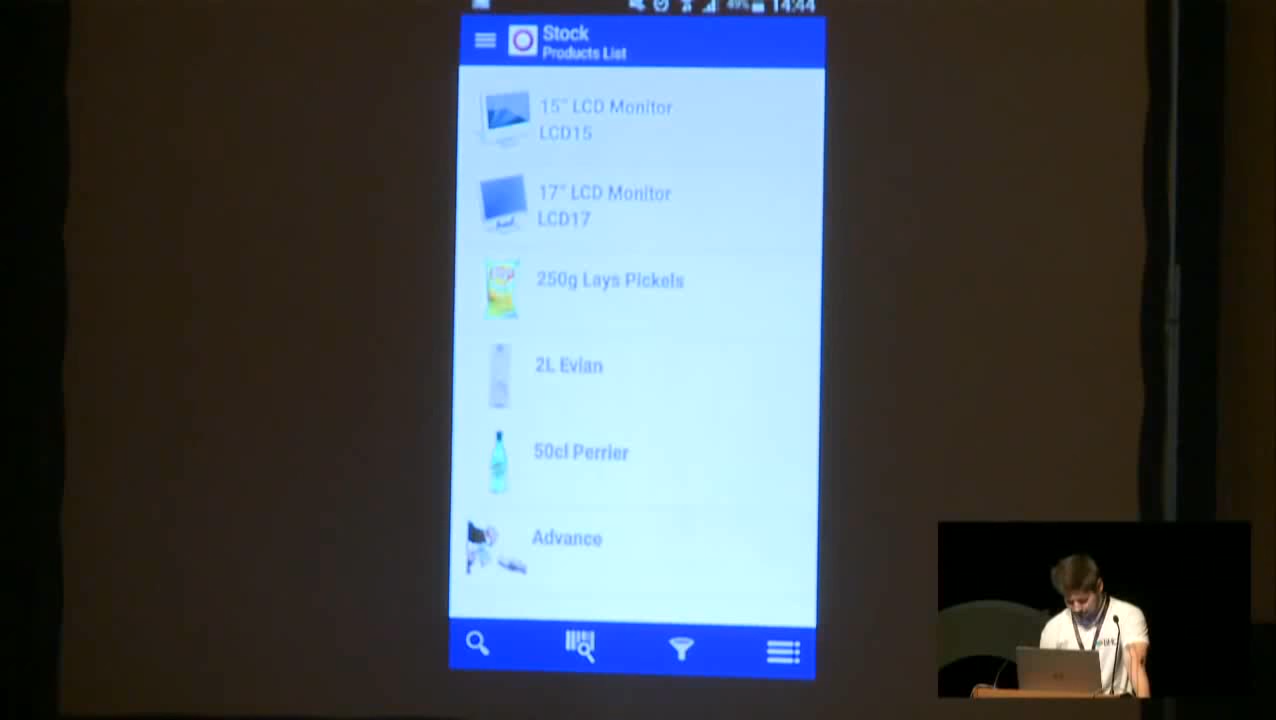 49% 14:44
Stock
Products List
15" LCD Monitor
LCD15
17" LCD Monitor
LCD17
250g Lays Pickels
2L Evian
50cl Perrier
Advance